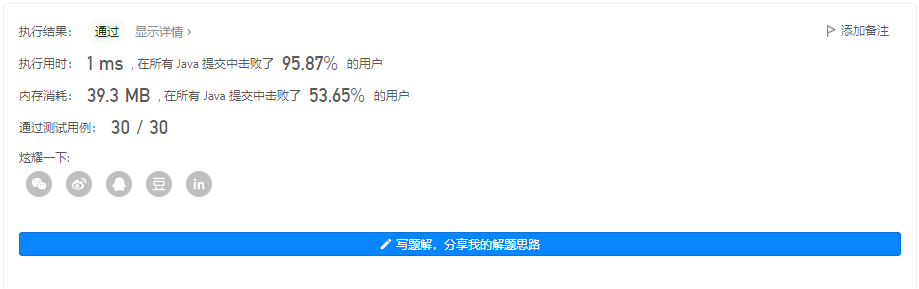 执行结果： 通过 显示详情 › 添加备注
执行用时： 1 ms , 在所有 Java 提交中击败了 95.87% 的用户
内存消耗： 39.3 MB , 在所有 Java 提交中击败了 53.65% 的用户
通过测试用例： 30 / 30
炫耀一下:
豆 in
写题解，分享我的解题思路